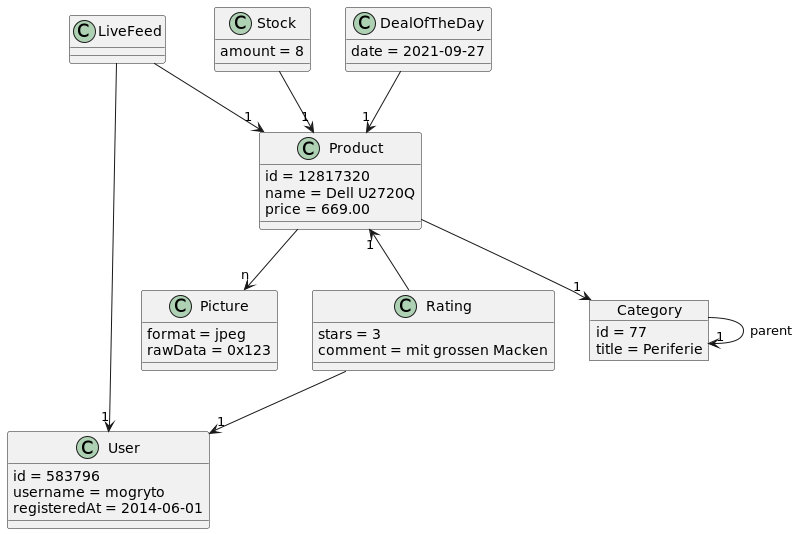 C LiveFeed
C Stock
amount = 8
C DealOfTheDay
date = 2021-09-27
1
1
1
C Product
id = 12817320
name = Dell U2720Q
price = 669.00
n
1
1
C Picture
format = jpeg
rawData = 0x123
C Rating
stars = 3
comment = mit grossen Macken
Category
id = 77
title = Periferie
1
parent
1
1
C User
id = 583796
username = mogryto
registeredAt = 2014-06-01